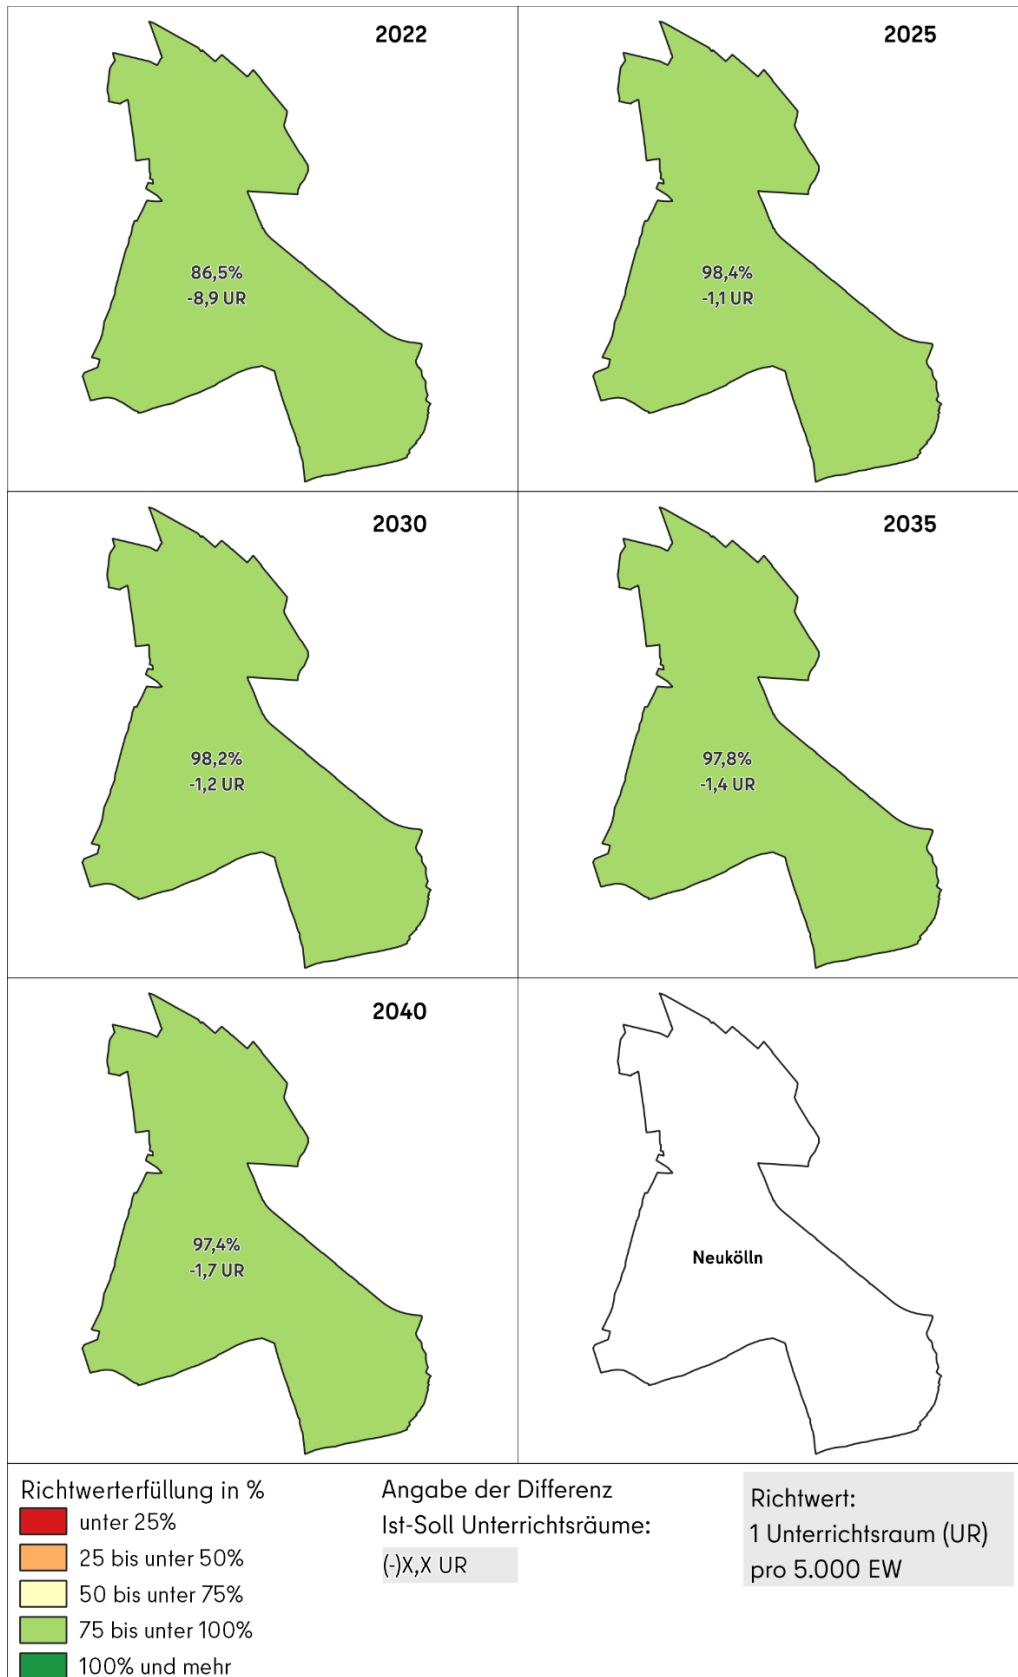 2022
86,5%
-8,9 UR
2025
98,4%
-1,1 UR
2030
98,2%
-1,2 UR
2035
97,8%
-1,4 UR
2040
97,4%
-1,7 UR
Neukölln
Richtwerterfüllung in %
unter 25%
25 bis unter 50%
50 bis unter 75%
75 bis unter 100%
100% und mehr
Angabe der Differenz
Ist-Soll Unterrichtsräume:
(-)X,X UR
Richtwert:
1 Unterrichtsraum (UR)
pro 5.000 EW